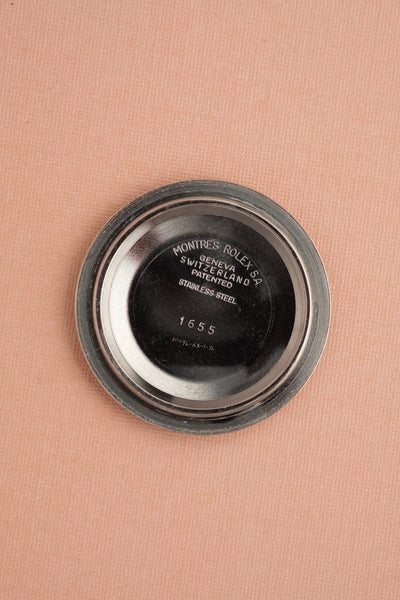 MONTRES ROLEX S.A
GENEVA
SWITZERLAND
PATENTED
STAINLESS STEEL
1655